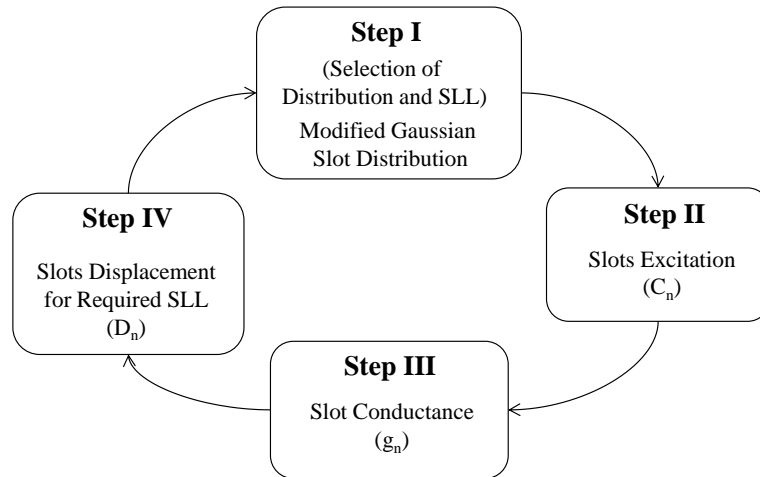 Step I
(Selection of
Distribution and SLL)
Modified Gaussian
Slot Distribution
Step II
Slots Excitation
(Cn)
Step III
Slot Conductance
(gn)
Step IV
Slots Displacement
for Required SLL
(Dn)